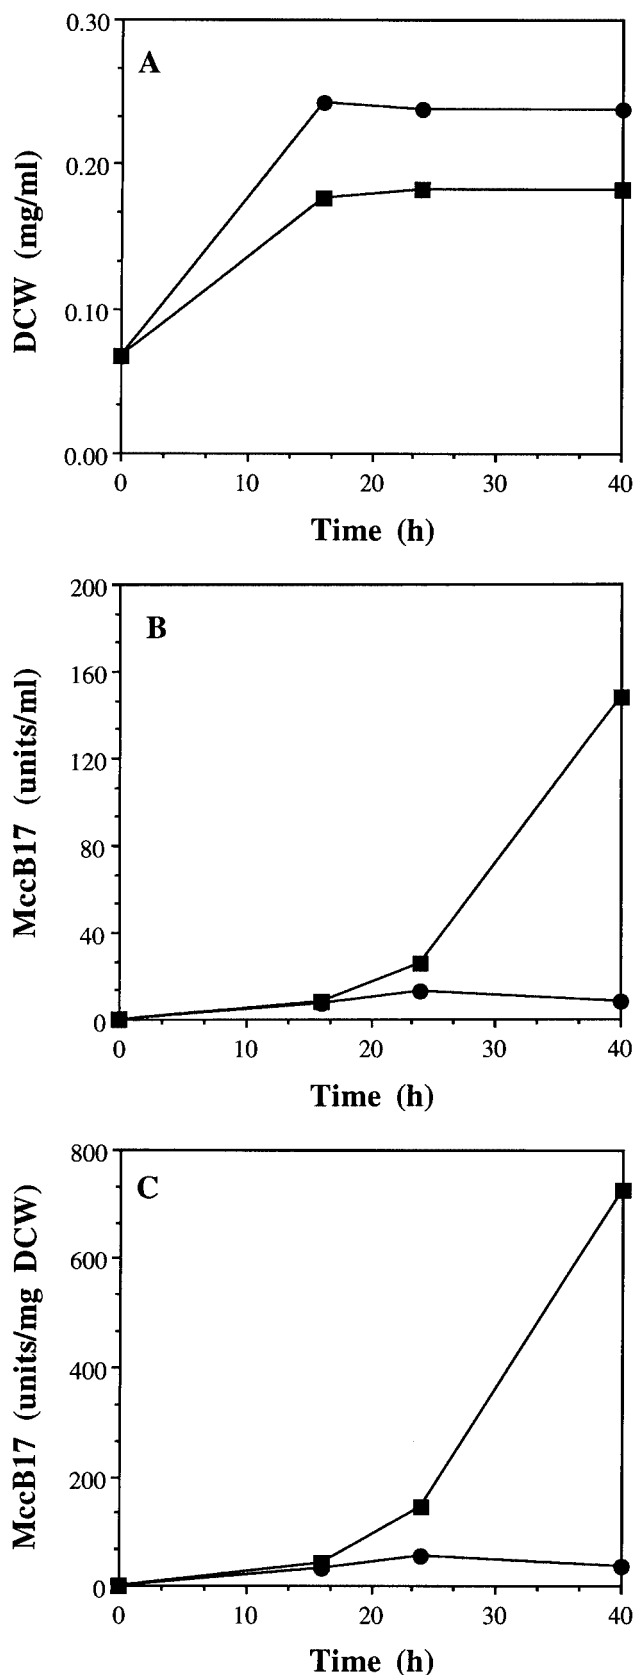 A
DCW (mg/ml)
0.30
0.20
0.10
0.00
0 10 20 30 40
Time (h)
B
MccB17 (units/ml)
200
160
120
80
40
0
0 10 20 30 40
Time (h)
C
MccB17 (units/mg DCW)
800
600
400
200
0
0 10 20 30 40
Time (h)